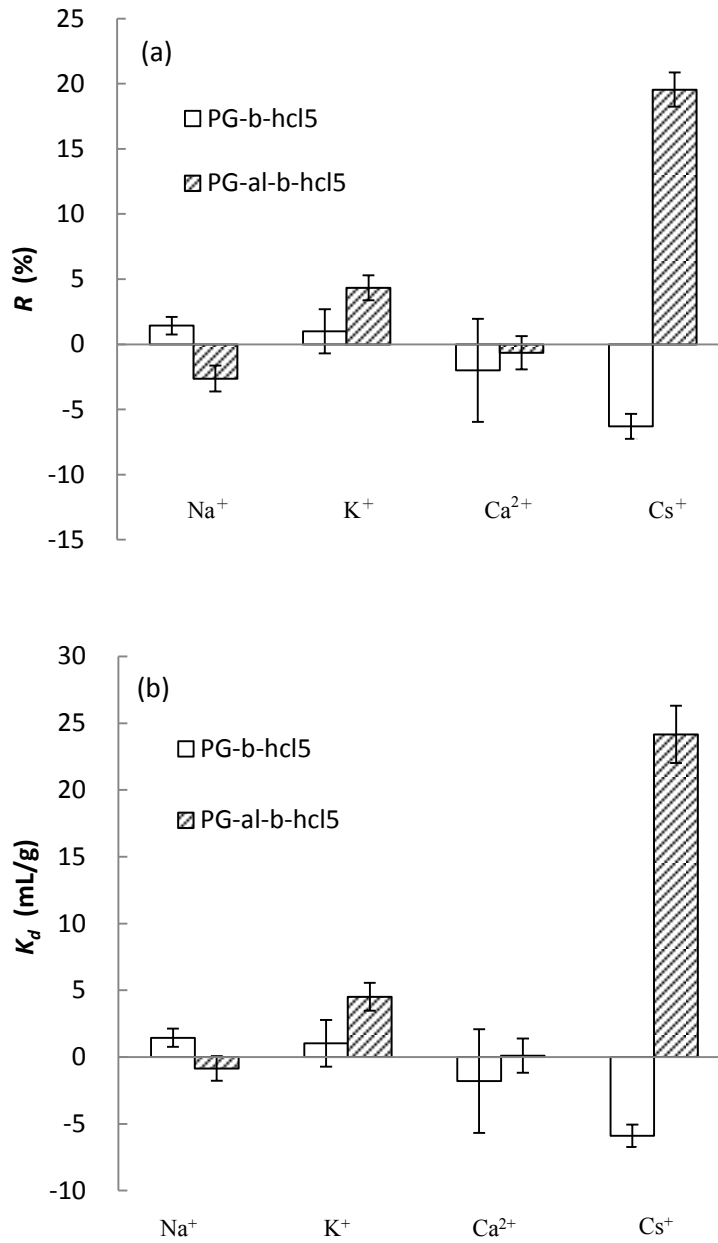 25
20
15
10
5
0
-5
-10
-15
R (%)
(a)
PG-b-hcl5
PG-al-b-hcl5
Na⁺
K⁺
Ca²⁺
Cs⁺
30
25
20
15
10
5
0
-5
-10
K_d (mL/g)
(b)
PG-b-hcl5
PG-al-b-hcl5
Na⁺
K⁺
Ca²⁺
Cs⁺